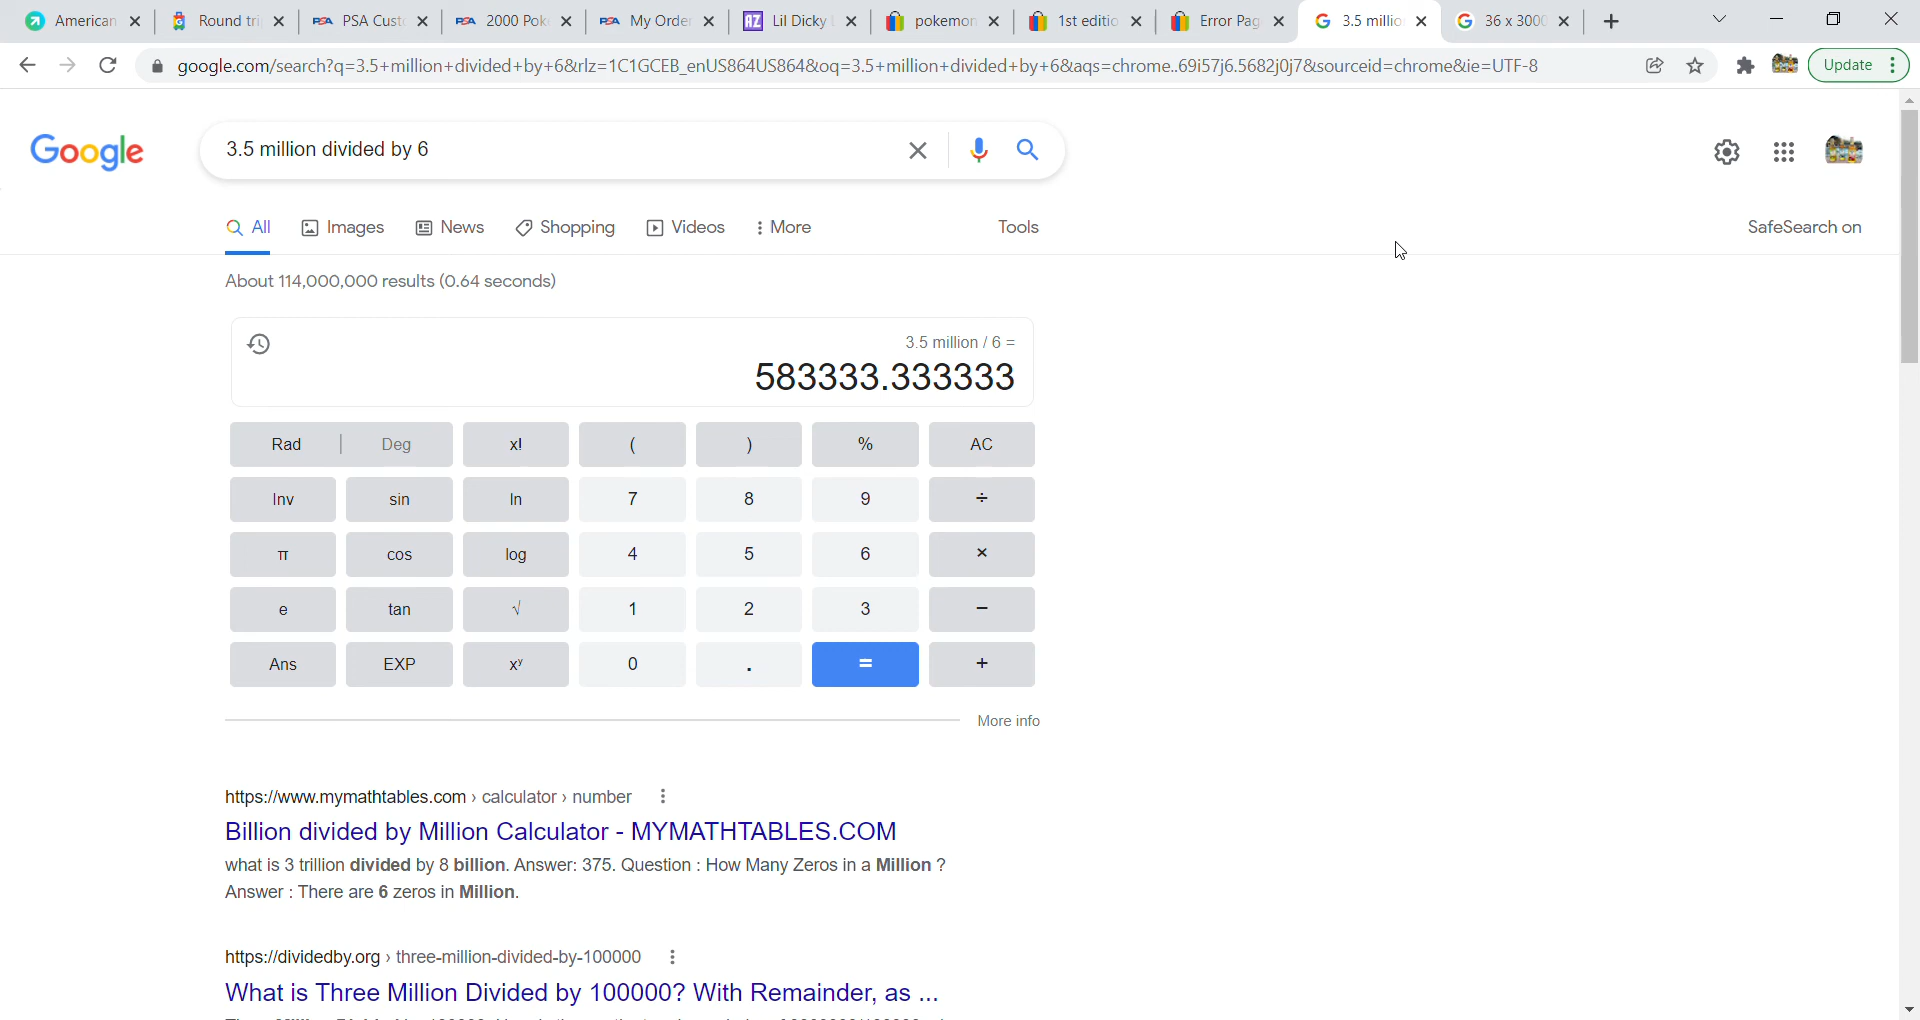 American
Round tri
PSA PSA Cust
PSA 2000 Pok
PSA My Order
AZ Lil Dicky
pokemon
1st editio
Error Pag
3.5 millio
36 x 3000
google.com/search?q=3.5+million+divided+by+6&rlz=1C1GCEB_enUS864US864&oq=3.5+million+divided+by+6&aqs=chrome..69i57j6.5682j0j7&sourceid=chrome&ie=UTF-8
Update
Google
3.5 million divided by 6
All Images News Shopping Videos More Tools SafeSearch on
About 114,000,000 results (0.64 seconds)
3.5 million / 6 =
583333.333333
Rad Deg x! ( ) % AC
Inv sin ln 7 8 9 ÷
π cos log 4 5 6 ×
e tan √ 1 2 3 −
Ans EXP xʸ 0 . = +
More info
https://www.mymathtables.com › calculator › number
Billion divided by Million Calculator - MYMATHTABLES.COM
what is 3 trillion divided by 8 billion. Answer: 375. Question : How Many Zeros in a Million ?
Answer : There are 6 zeros in Million.
https://dividedby.org › three-million-divided-by-100000
What is Three Million Divided by 100000? With Remainder, as ...